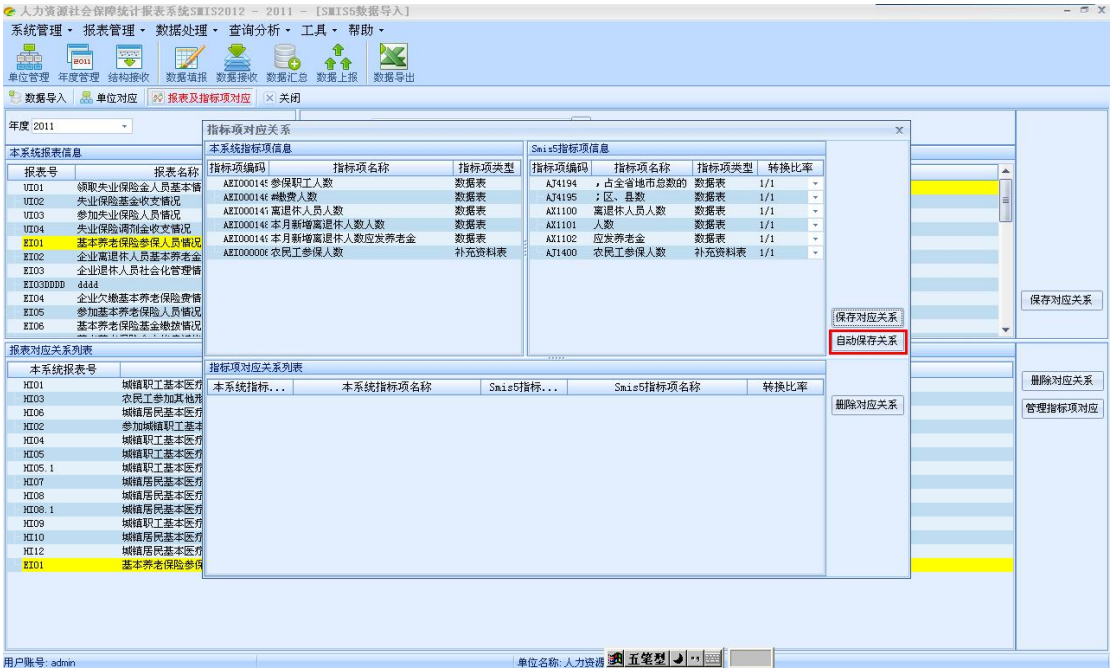 人力资源社会保障统计报表系统SMIS2012 - 2011 - [SMIS5数据导入]
系统管理 报表管理 数据处理 查询分析 工具 帮助
2011
单位管理 年度管理 结构接收 数据填报 数据接收 数据汇总 数据上报 数据导出
数据导入 单位对应 报表及指标项对应 关闭
年度 2011
本系统报表信息
报表号 报表名称
UI01 领取失业保险金人员基本情
UI02 失业保险基金收支情况
UI03 参加失业保险人员情况
UI04 失业保险调剂金收支情况
EI01 基本养老保险参保人员情况
EI02 企业离退休人员基本养老金
EI03 企业退休人员社会化管理情
EI03DDDD dddd
EI04 企业欠缴基本养老保险费情
EI05 参加基本养老保险人员情况
EI06 基本养老保险基金缴拨情况
保存对应关系
报表对应关系列表
本系统报表号
HI01 城镇职工基本医疗
HI03 农民工参加其他形
HI06 城镇居民基本医疗
HI02 参加城镇职工基本
HI04 城镇职工基本医疗
HI05 城镇职工基本医疗
HI05.1 城镇职工基本医疗
HI07 城镇居民基本医疗
HI08 城镇居民基本医疗
HI08.1 城镇居民基本医疗
HI09 城镇职工基本医疗
HI10 城镇居民基本医疗
HI12 城镇居民基本医疗
EI01 基本养老保险参保
删除对应关系
管理指标项对应
指标项对应关系
本系统指标项信息
指标项编码 指标项名称 指标项类型
AEI000145 参保职工人数 数据表
AEI000146 #缴费人数 数据表
AEI000147 离退休人员人数 数据表
AEI000148 本月新增离退休人数人数 数据表
AEI000149 本月新增离退休人数应发养老金 数据表
AEI000006 农民工参保人数 补充资料表
Smis5指标项信息
指标项编码 指标项名称 指标项类型 转换比率
AJ4194 ，占全省地市总数的 数据表 1/1
AJ4195 ；区、县数 数据表 1/1
AX1100 离退休人员人数 数据表 1/1
AX1101 人数 数据表 1/1
AX1102 应发养老金 数据表 1/1
AJ1400 农民工参保人数 补充资料表 1/1
保存对应关系
自动保存关系
指标项对应关系列表
本系统指标... 本系统指标项名称 Smis5指标... Smis5指标项名称 转换比率
删除对应关系
用户账号: admin
单位名称: 人力资源
五笔型